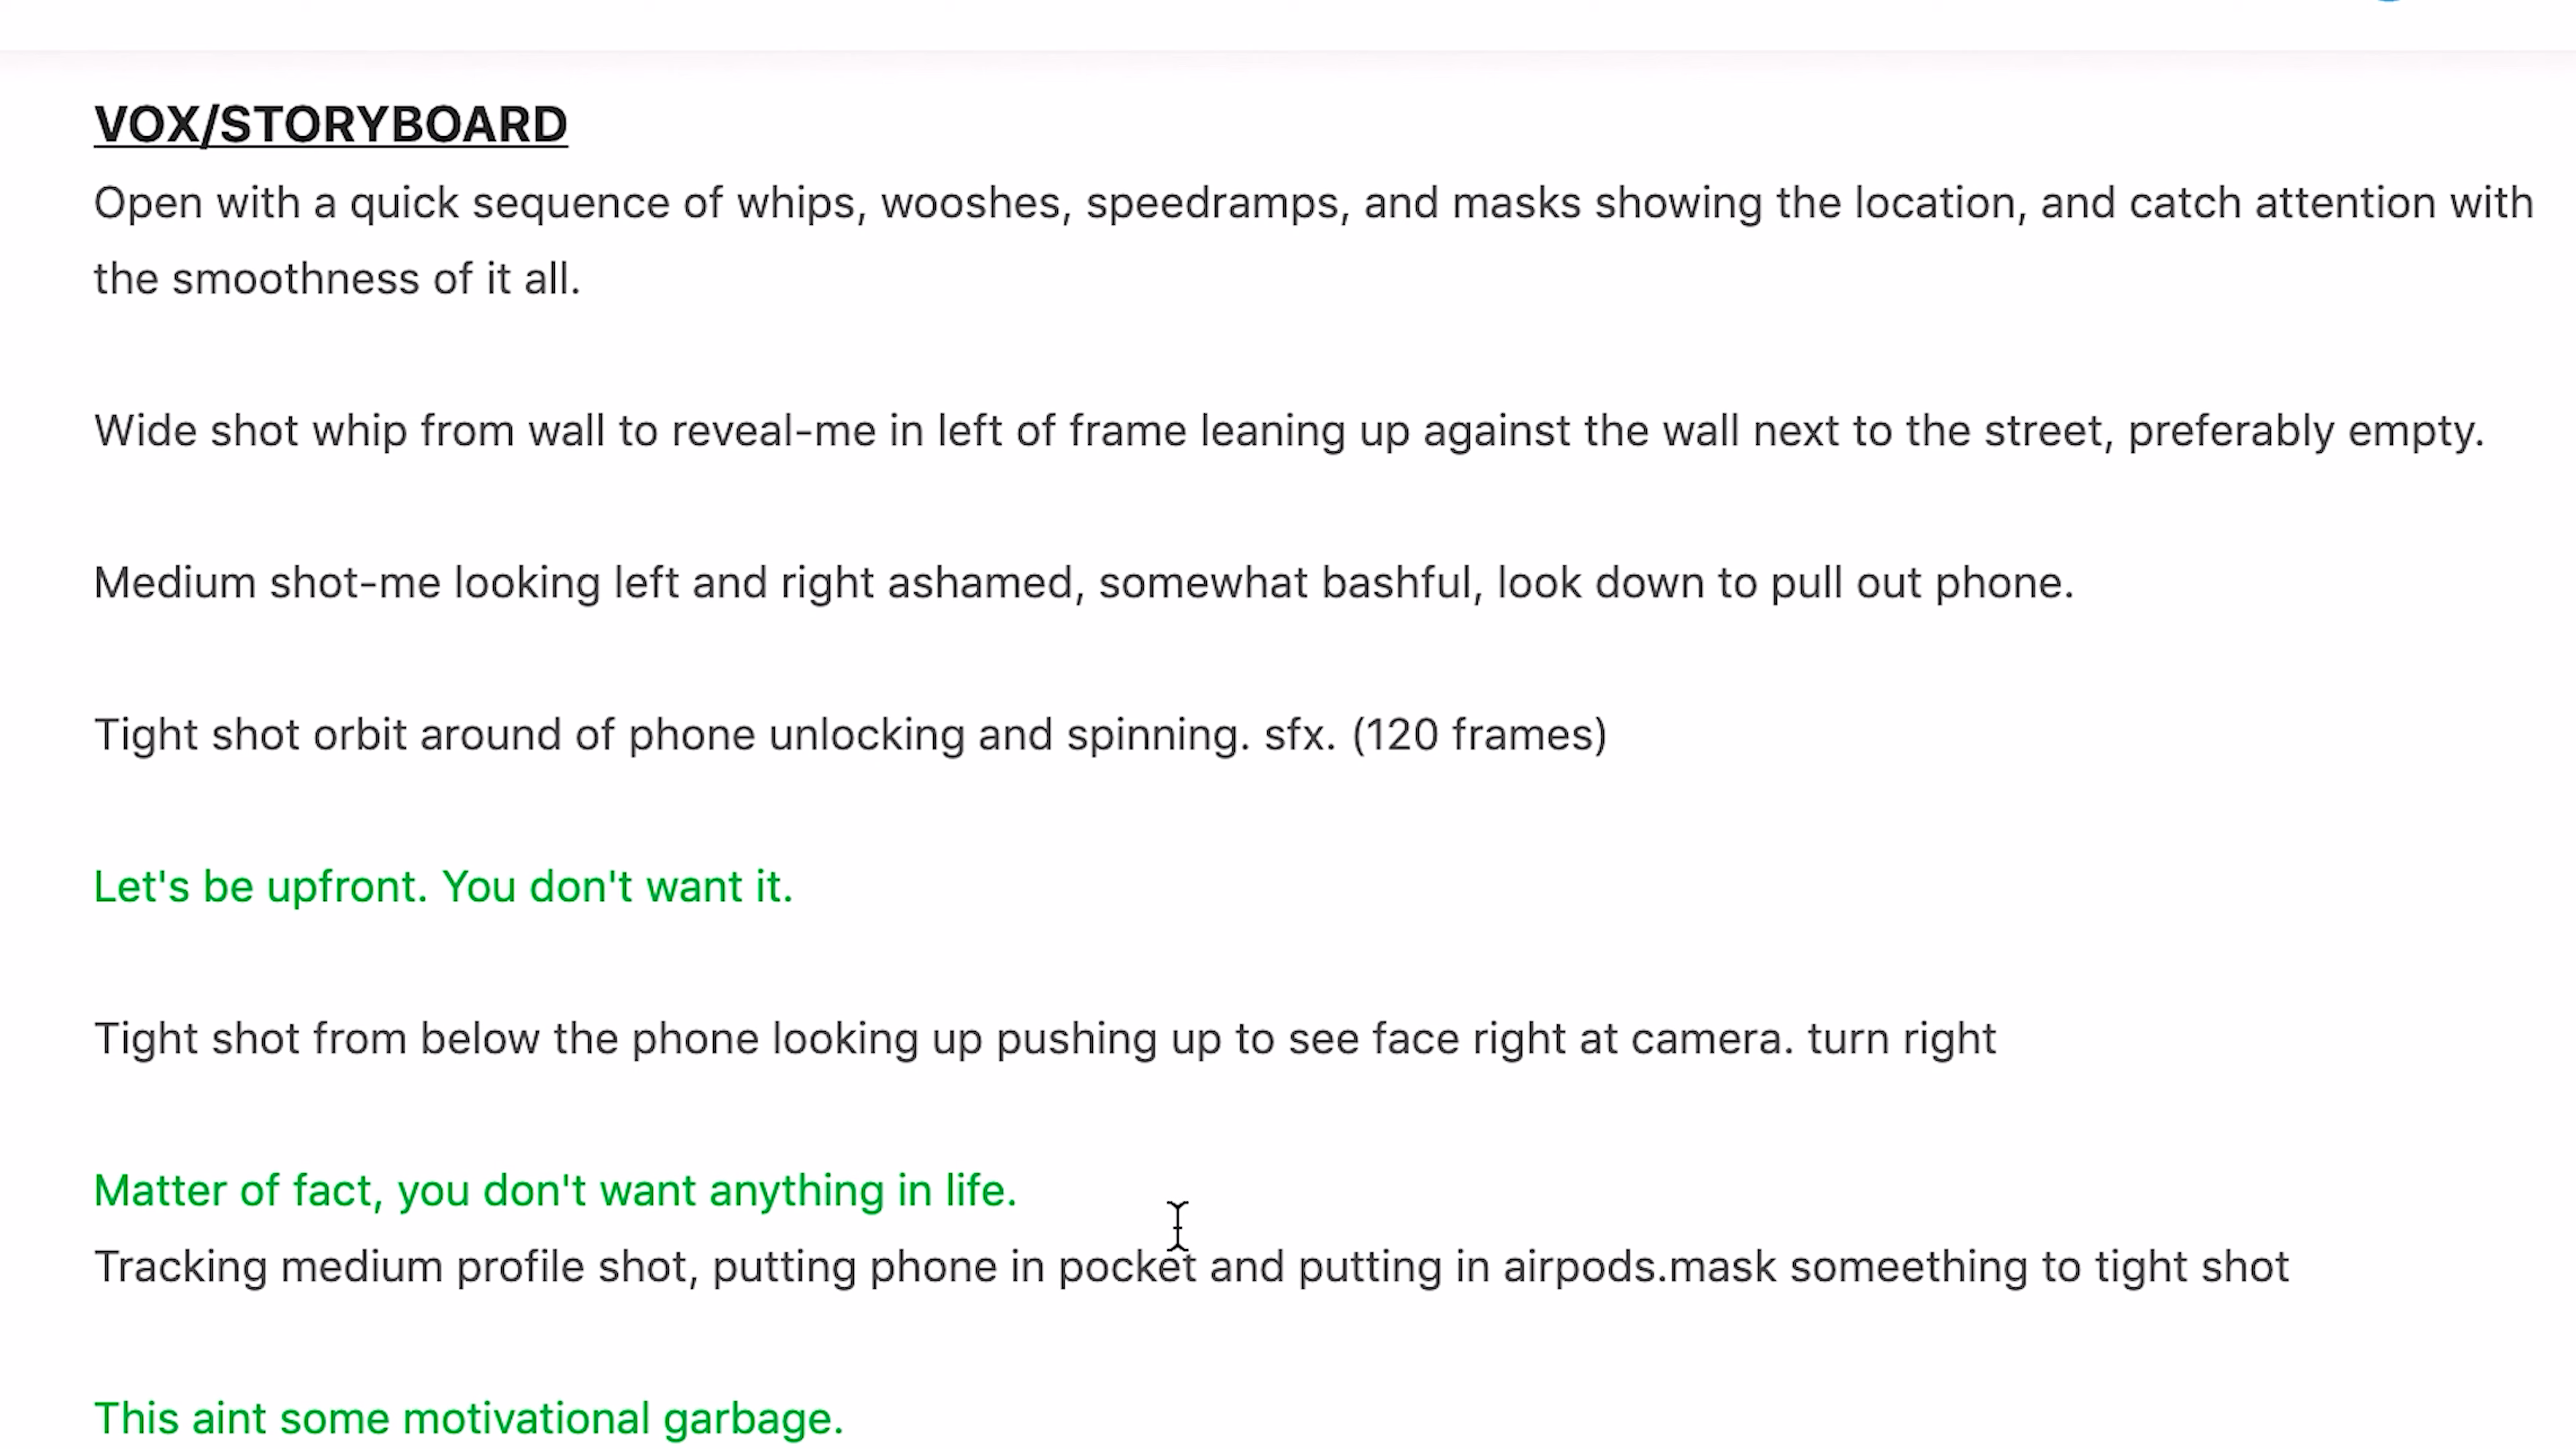 VOX/STORYBOARD
Open with a quick sequence of whips, wooshes, speedramps, and masks showing the location, and catch attention with
the smoothness of it all.
Wide shot whip from wall to reveal-me in left of frame leaning up against the wall next to the street, preferably empty.
Medium shot-me looking left and right ashamed, somewhat bashful, look down to pull out phone.
Tight shot orbit around of phone unlocking and spinning. sfx. (120 frames)
Let's be upfront. You don't want it.
Tight shot from below the phone looking up pushing up to see face right at camera. turn right
Matter of fact, you don't want anything in life.
Tracking medium profile shot, putting phone in pocket and putting in airpods.mask someething to tight shot
This aint some motivational garbage.